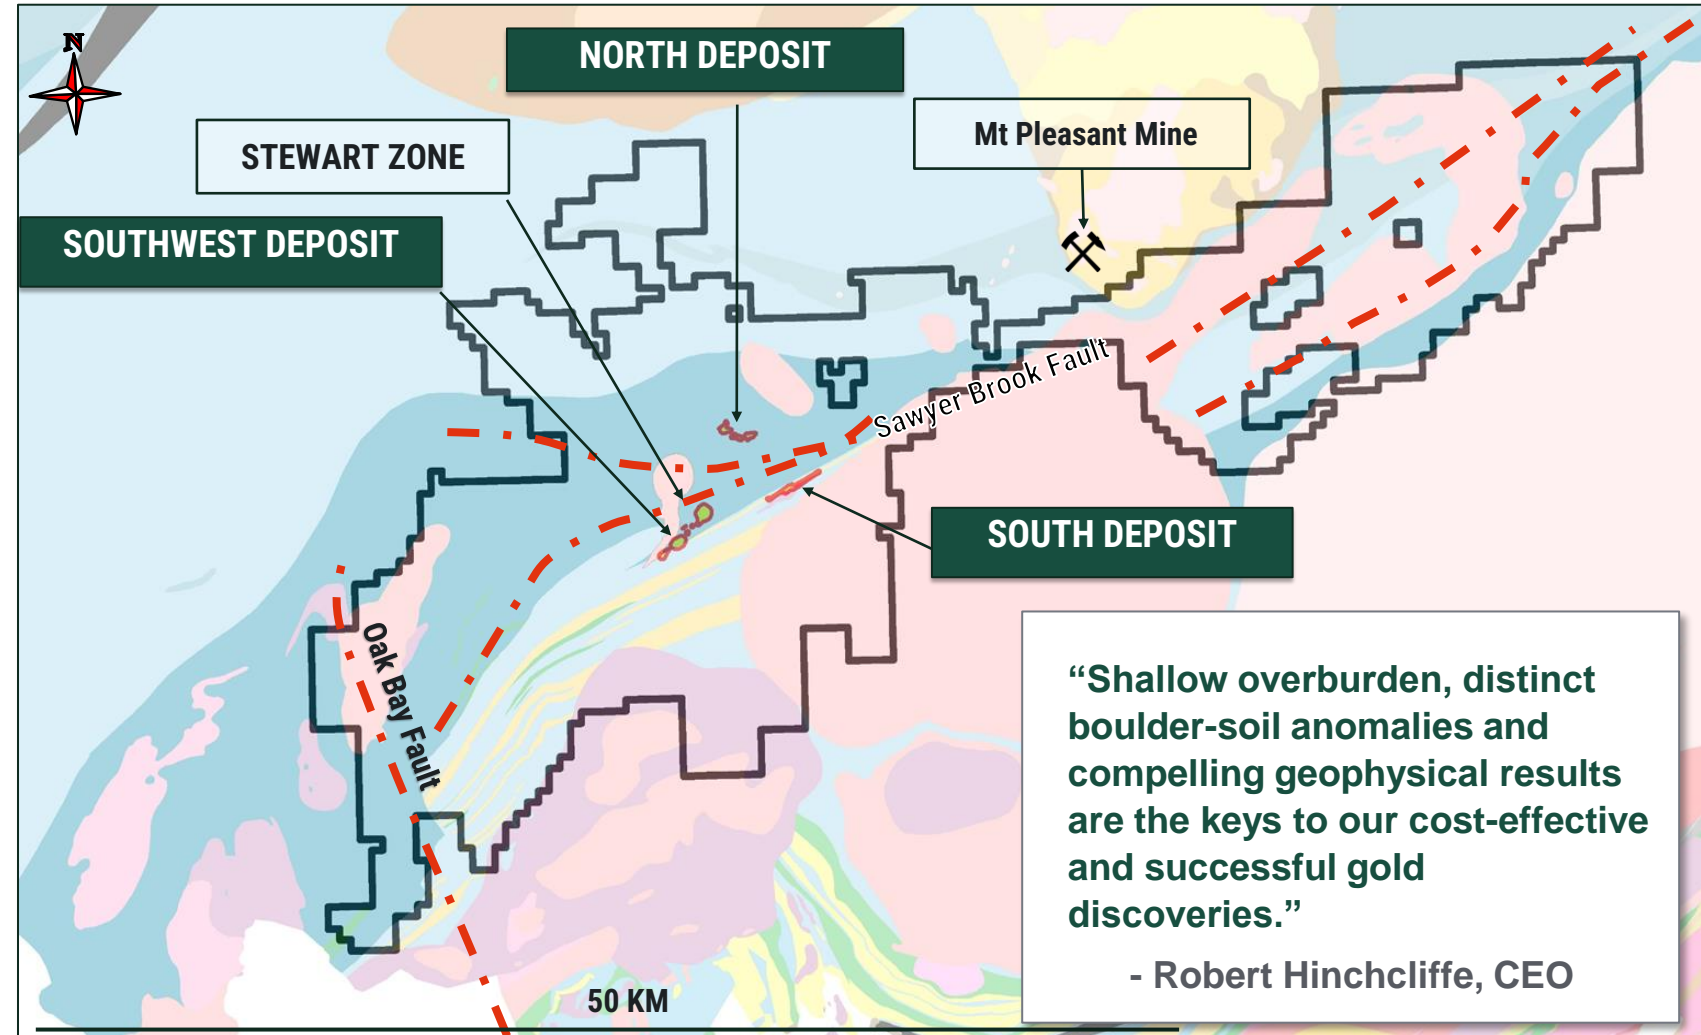 N
NORTH DEPOSIT
STEWART ZONE
Mt Pleasant Mine
SOUTHWEST DEPOSIT
Sawyer Brook Fault
SOUTH DEPOSIT
Oak Bay Fault
“Shallow overburden, distinct
boulder-soil anomalies and
compelling geophysical results
are the keys to our cost-effective
and successful gold
discoveries.”
- Robert Hinchcliffe, CEO
50 KM